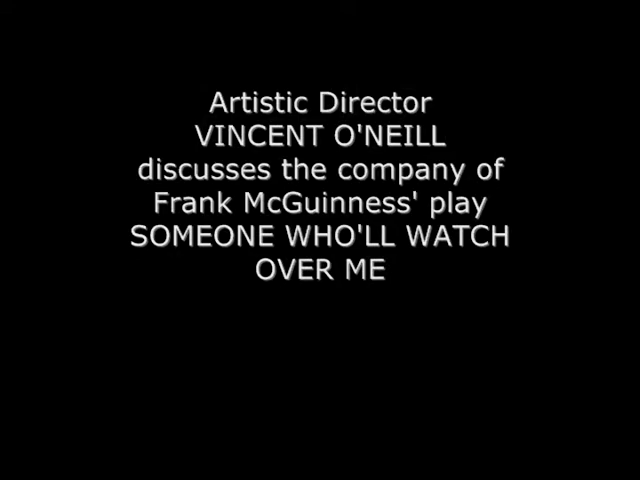 Artistic Director
VINCENT O'NEILL
discusses the company of
Frank McGuinness' play
SOMEONE WHO'LL WATCH
OVER ME